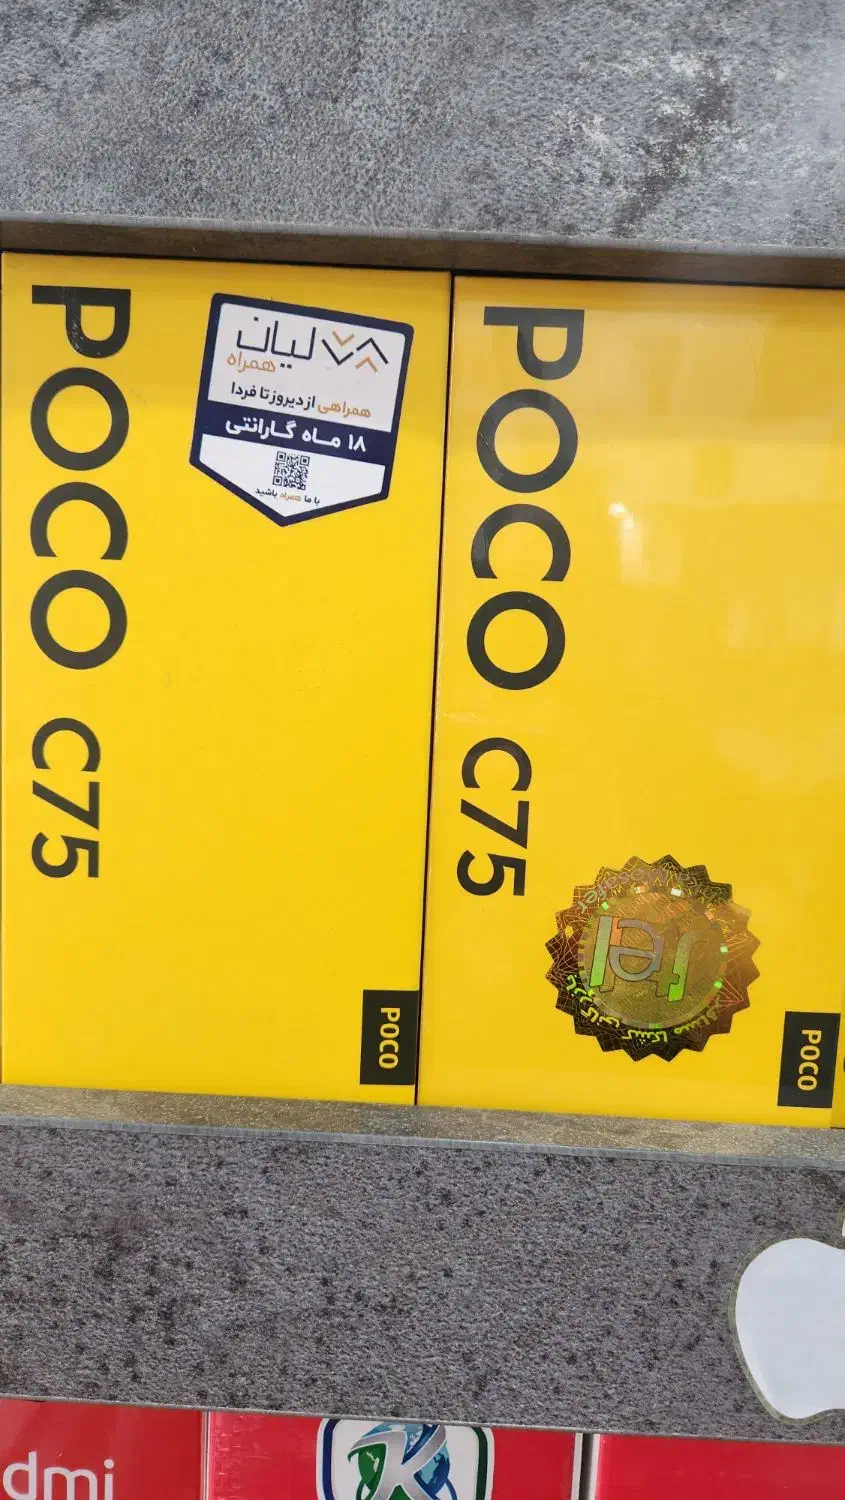 POCO C75
لیان
همراه
همراهی از دیروز تا فردا
۱۸ ماه گارانتی
با ما همراه باشید
POCO
POCO C75
POCO
dmi